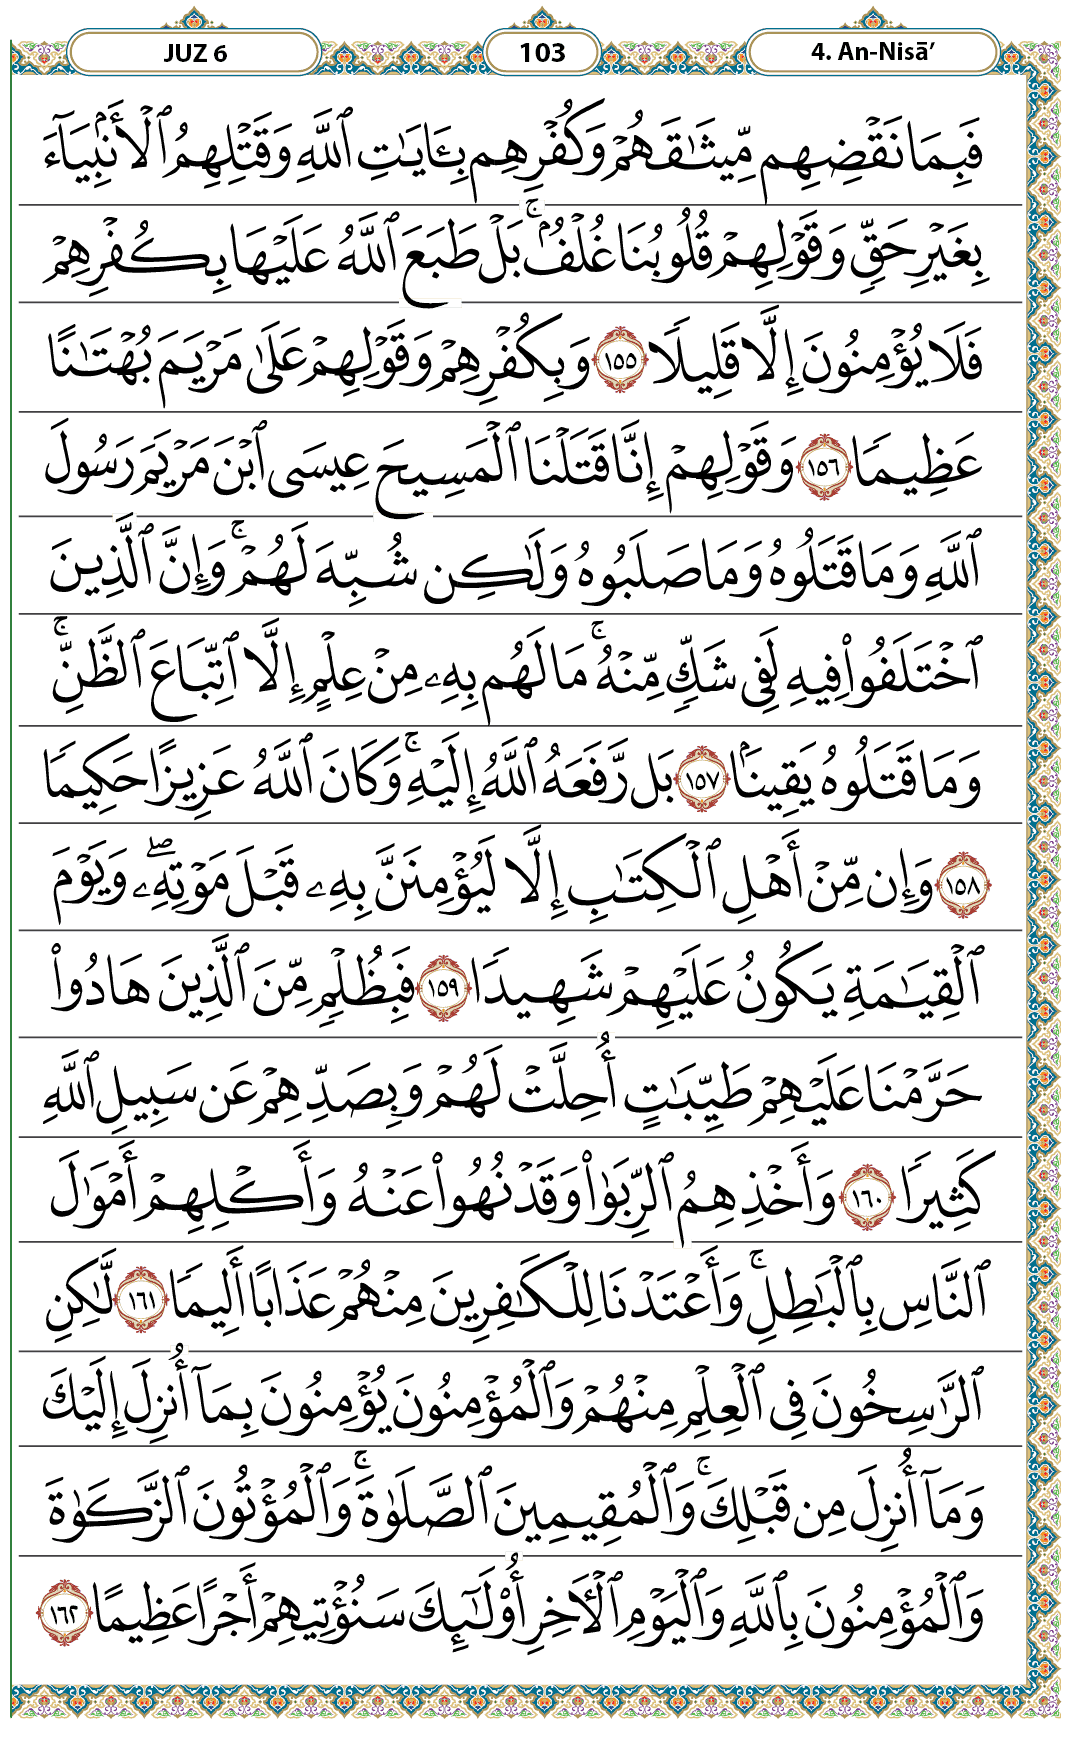 JUZ 6
103
4. An-Nisā’
فَبِمَا نَقْضِهِم مِّيثَـٰقَهُمْ وَكُفْرِهِم بِـَٔايَـٰتِ ٱللَّهِ وَقَتْلِهِمُ ٱلْأَنۢبِيَآءَ
بِغَيْرِ حَقٍّ وَقَوْلِهِمْ قُلُوبُنَا غُلْفٌۢ ۚ بَلْ طَبَعَ ٱللَّهُ عَلَيْهَا بِكُفْرِهِمْ
فَلَا يُؤْمِنُونَ إِلَّا قَلِيلًا ١٥٥ وَبِكُفْرِهِمْ وَقَوْلِهِمْ عَلَىٰ مَرْيَمَ بُهْتَـٰنًا
عَظِيمًا ١٥٦ وَقَوْلِهِمْ إِنَّا قَتَلْنَا ٱلْمَسِيحَ عِيسَى ٱبْنَ مَرْيَمَ رَسُولَ
ٱللَّهِ وَمَا قَتَلُوهُ وَمَا صَلَبُوهُ وَلَـٰكِن شُبِّهَ لَهُمْ ۚ وَإِنَّ ٱلَّذِينَ
ٱخْتَلَفُوا۟ فِيهِ لَفِى شَكٍّ مِّنْهُ ۚ مَا لَهُم بِهِۦ مِنْ عِلْمٍ إِلَّا ٱتِّبَاعَ ٱلظَّنِّ ۚ
وَمَا قَتَلُوهُ يَقِينًۢا ١٥٧ بَل رَّفَعَهُ ٱللَّهُ إِلَيْهِ ۚ وَكَانَ ٱللَّهُ عَزِيزًا حَكِيمًا
١٥٨ وَإِن مِّنْ أَهْلِ ٱلْكِتَـٰبِ إِلَّا لَيُؤْمِنَنَّ بِهِۦ قَبْلَ مَوْتِهِۦ ۖ وَيَوْمَ
ٱلْقِيَـٰمَةِ يَكُونُ عَلَيْهِمْ شَهِيدًا ١٥٩ فَبِظُلْمٍ مِّنَ ٱلَّذِينَ هَادُوا۟
حَرَّمْنَا عَلَيْهِمْ طَيِّبَـٰتٍ أُحِلَّتْ لَهُمْ وَبِصَدِّهِمْ عَن سَبِيلِ ٱللَّهِ
كَثِيرًا ١٦٠ وَأَخْذِهِمُ ٱلرِّبَوٰا۟ وَقَدْ نُهُوا۟ عَنْهُ وَأَكْلِهِمْ أَمْوَٰلَ
ٱلنَّاسِ بِٱلْبَـٰطِلِ ۚ وَأَعْتَدْنَا لِلْكَـٰفِرِينَ مِنْهُمْ عَذَابًا أَلِيمًا ١٦١ لَّـٰكِنِ
ٱلرَّٰسِخُونَ فِى ٱلْعِلْمِ مِنْهُمْ وَٱلْمُؤْمِنُونَ يُؤْمِنُونَ بِمَآ أُنزِلَ إِلَيْكَ
وَمَآ أُنزِلَ مِن قَبْلِكَ ۚ وَٱلْمُقِيمِينَ ٱلصَّلَوٰةَ ۚ وَٱلْمُؤْتُونَ ٱلزَّكَوٰةَ
وَٱلْمُؤْمِنُونَ بِٱللَّهِ وَٱلْيَوْمِ ٱلْـَٔاخِرِ أُو۟لَـٰٓئِكَ سَنُؤْتِيهِمْ أَجْرًا عَظِيمًا ١٦٢